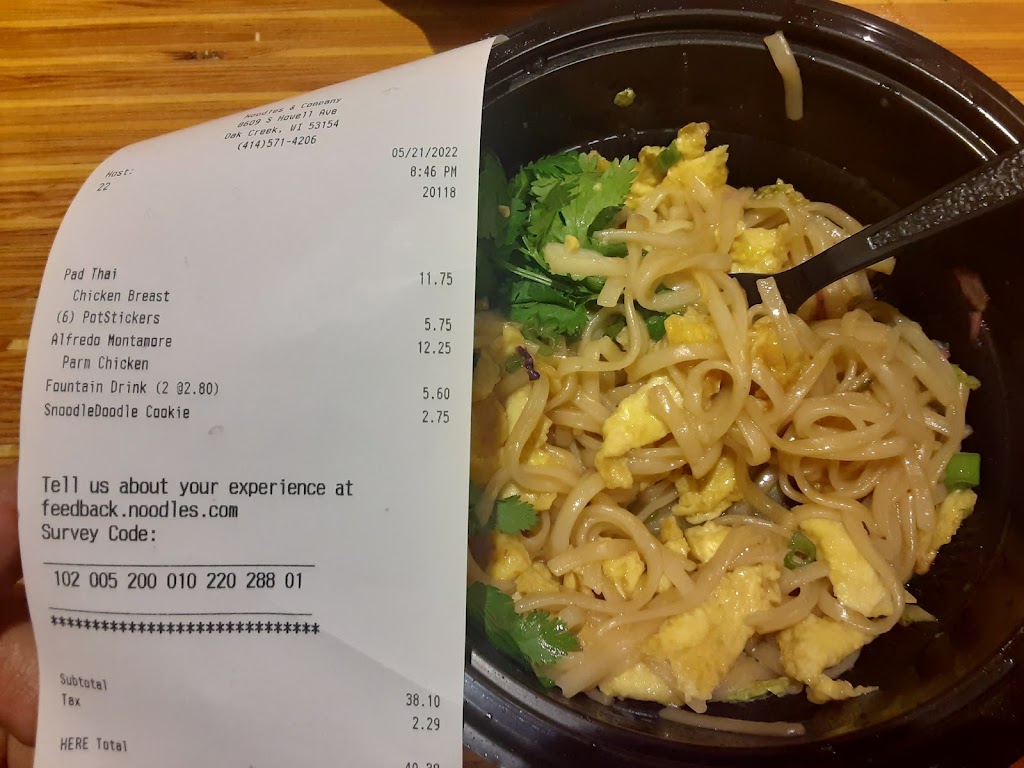 Noodles & Company
8609 S Howell Ave
Oak Creek, WI 53154
(414)571-4206
Host: 05/21/2022
22 8:46 PM
20118
Pad Thai 11.75
Chicken Breast
(6) PotStickers 5.75
Alfredo Montamore 12.25
Parm Chicken
Fountain Drink (2 @2.80) 5.60
SnoodleDoodle Cookie 2.75
Tell us about your experience at
feedback.noodles.com
Survey Code:
102 005 200 010 220 288 01
*****************************
Subtotal 38.10
Tax 2.29
HERE Total